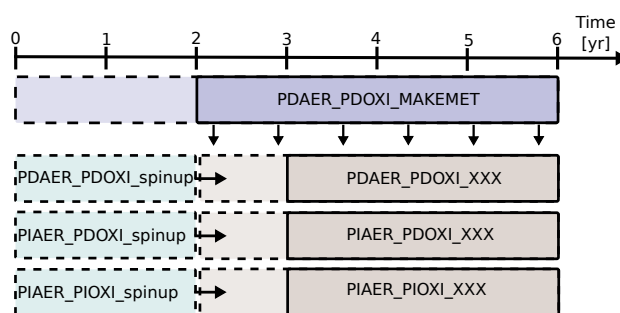 Time
[yr]
0 1 2 3 4 5 6
PDAER_PDOXI_MAKEMET
PDAER_PDOXI_spinup PDAER_PDOXI_XXX
PIAER_PDOXI_spinup PIAER_PDOXI_XXX
PIAER_PIOXI_spinup PIAER_PIOXI_XXX